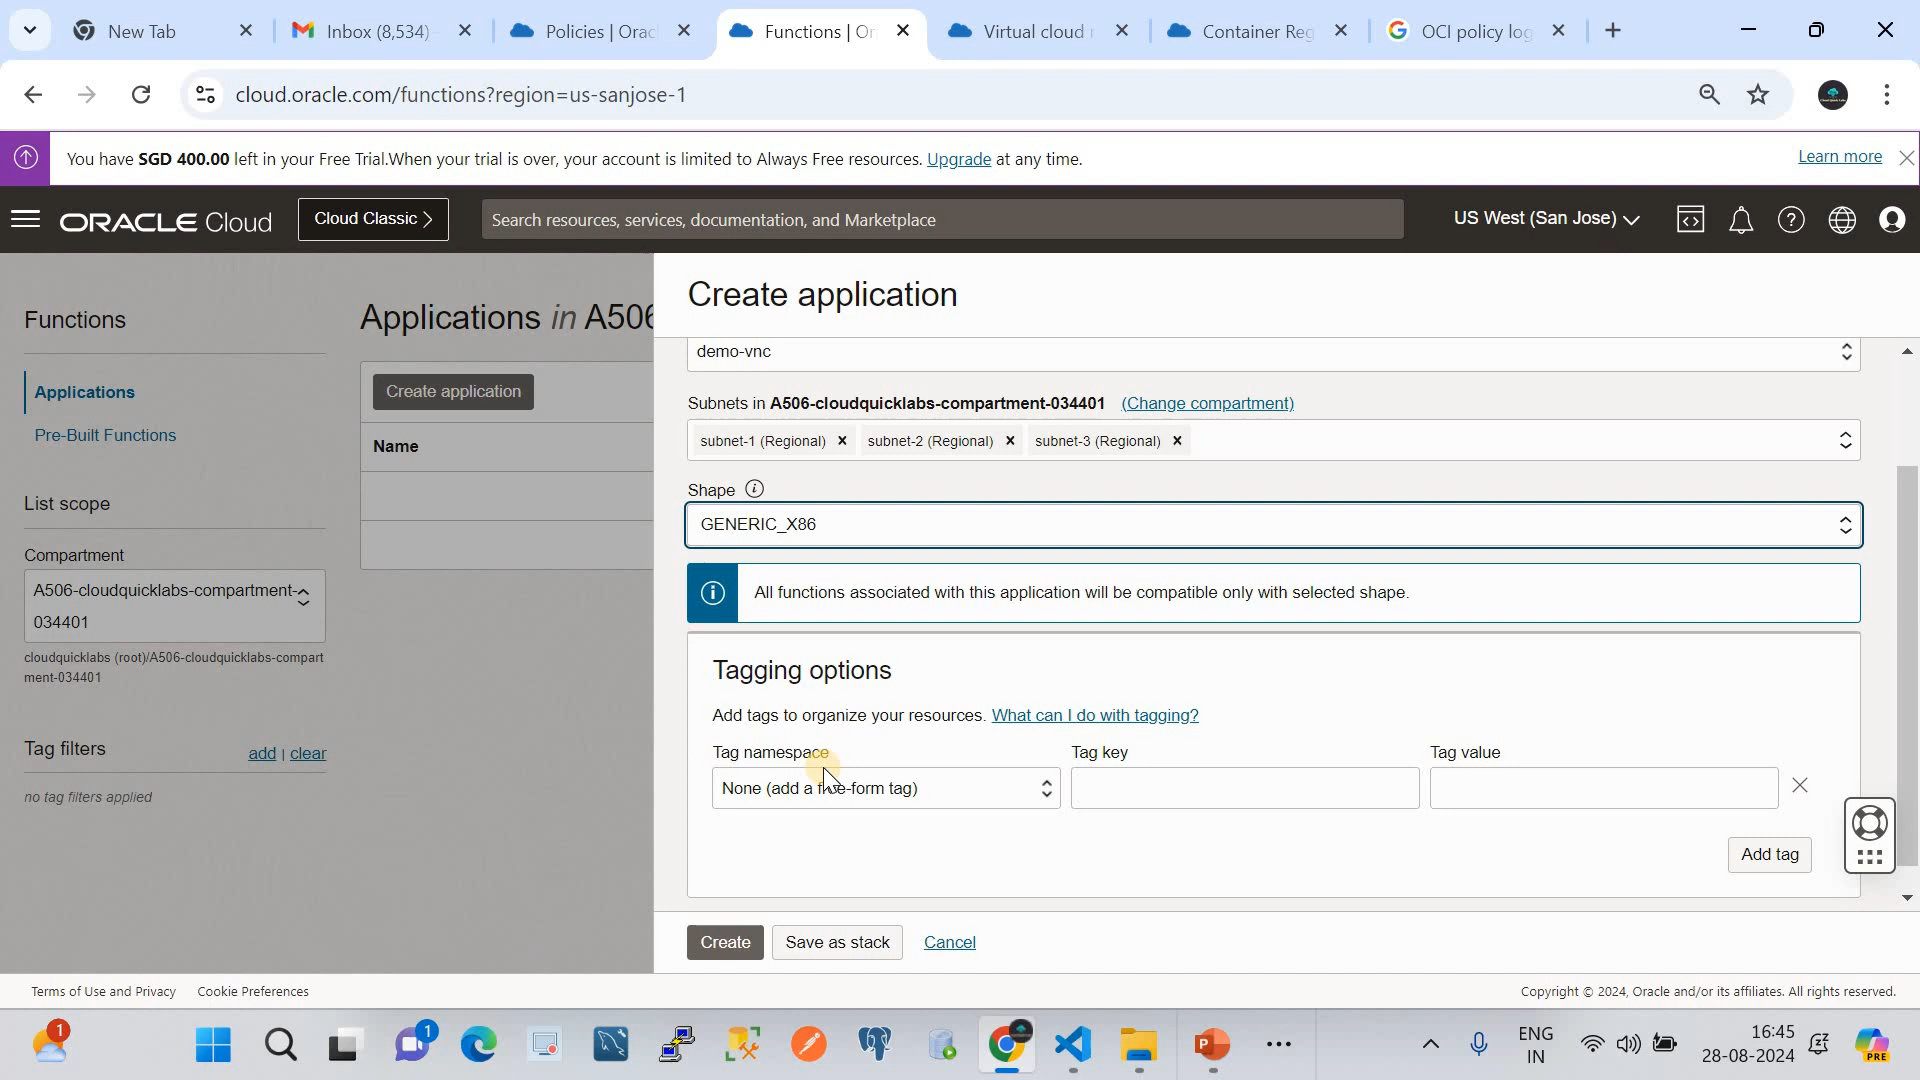 New Tab
Inbox (8,534)
Policies | Orac
Functions | Or
Virtual cloud
Container Reg
OCI policy log
cloud.oracle.com/functions?region=us-sanjose-1
You have SGD 400.00 left in your Free Trial.When your trial is over, your account is limited to Always Free resources. Upgrade at any time.
Learn more
ORACLE Cloud
Cloud Classic >
Search resources, services, documentation, and Marketplace
US West (San Jose)
Functions
Applications
Pre-Built Functions
List scope
Compartment
A506-cloudquicklabs-compartment-
034401
cloudquicklabs (root)/A506-cloudquicklabs-compart
ment-034401
Tag filters
add | clear
no tag filters applied
Applications in A506
Create application
Name
Create application
demo-vnc
Subnets in A506-cloudquicklabs-compartment-034401 (Change compartment)
subnet-1 (Regional)
subnet-2 (Regional)
subnet-3 (Regional)
Shape
GENERIC_X86
All functions associated with this application will be compatible only with selected shape.
Tagging options
Add tags to organize your resources. What can I do with tagging?
Tag namespace
Tag key
Tag value
None (add a free-form tag)
Add tag
Create
Save as stack
Cancel
Terms of Use and Privacy
Cookie Preferences
Copyright © 2024, Oracle and/or its affiliates. All rights reserved.
1
1
ENG
IN
16:45
28-08-2024
PRE